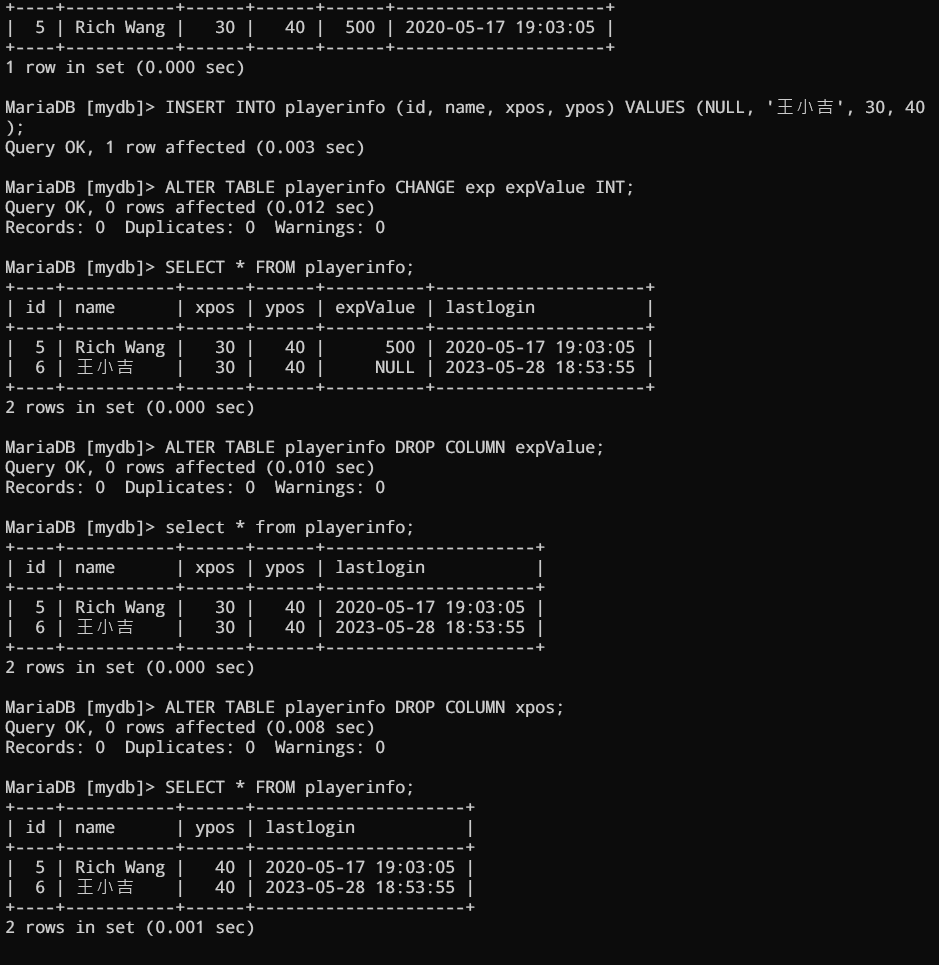 +----+-----------+------+------+------+---------------------+
|  5 | Rich Wang |   30 |   40 |  500 | 2020-05-17 19:03:05 |
+----+-----------+------+------+------+---------------------+
1 row in set (0.000 sec)

MariaDB [mydb]> INSERT INTO playerinfo (id, name, xpos, ypos) VALUES (NULL, '王小吉', 30, 40
);
Query OK, 1 row affected (0.003 sec)

MariaDB [mydb]> ALTER TABLE playerinfo CHANGE exp expValue INT;
Query OK, 0 rows affected (0.012 sec)
Records: 0  Duplicates: 0  Warnings: 0

MariaDB [mydb]> SELECT * FROM playerinfo;
+----+-----------+------+------+----------+---------------------+
| id | name      | xpos | ypos | expValue | lastlogin           |
+----+-----------+------+------+----------+---------------------+
|  5 | Rich Wang |   30 |   40 |      500 | 2020-05-17 19:03:05 |
|  6 | 王小吉    |   30 |   40 |     NULL | 2023-05-28 18:53:55 |
+----+-----------+------+------+----------+---------------------+
2 rows in set (0.000 sec)

MariaDB [mydb]> ALTER TABLE playerinfo DROP COLUMN expValue;
Query OK, 0 rows affected (0.010 sec)
Records: 0  Duplicates: 0  Warnings: 0

MariaDB [mydb]> select * from playerinfo;
+----+-----------+------+------+---------------------+
| id | name      | xpos | ypos | lastlogin           |
+----+-----------+------+------+---------------------+
|  5 | Rich Wang |   30 |   40 | 2020-05-17 19:03:05 |
|  6 | 王小吉    |   30 |   40 | 2023-05-28 18:53:55 |
+----+-----------+------+------+---------------------+
2 rows in set (0.000 sec)

MariaDB [mydb]> ALTER TABLE playerinfo DROP COLUMN xpos;
Query OK, 0 rows affected (0.008 sec)
Records: 0  Duplicates: 0  Warnings: 0

MariaDB [mydb]> SELECT * FROM playerinfo;
+----+-----------+------+---------------------+
| id | name      | ypos | lastlogin           |
+----+-----------+------+---------------------+
|  5 | Rich Wang |   40 | 2020-05-17 19:03:05 |
|  6 | 王小吉    |   40 | 2023-05-28 18:53:55 |
+----+-----------+------+---------------------+
2 rows in set (0.001 sec)